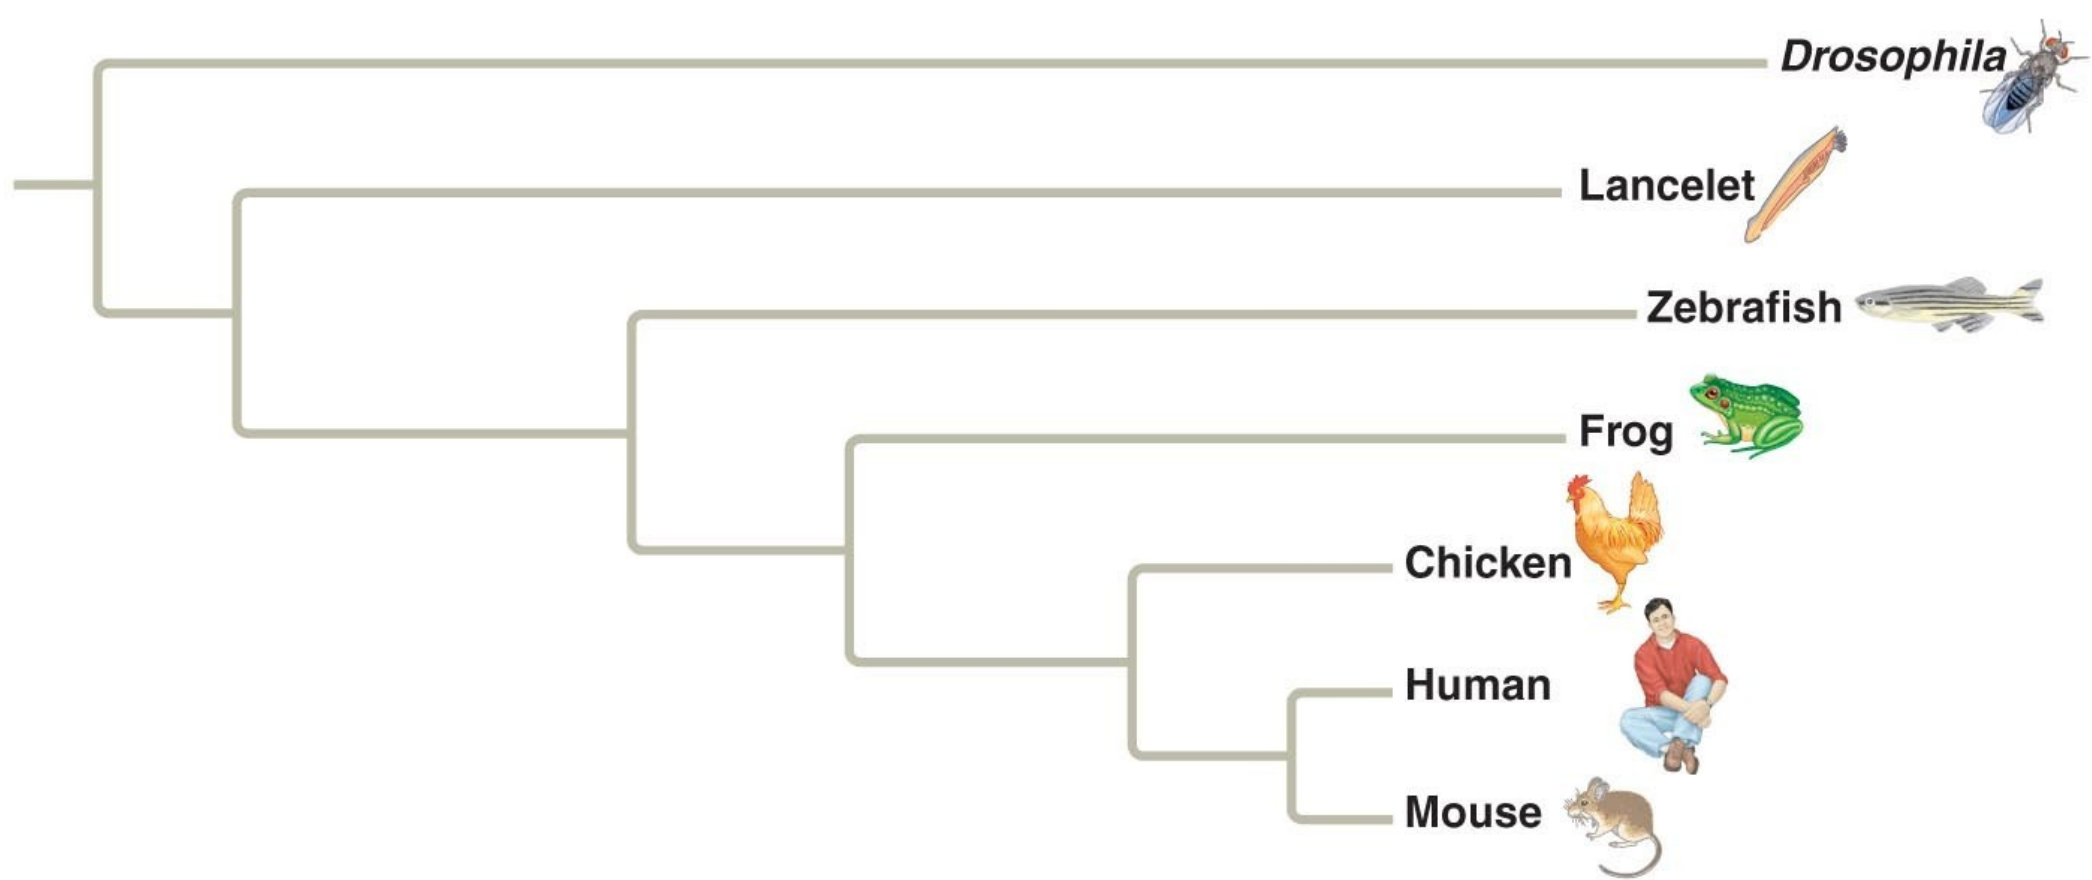 Drosophila
Lancelet
Zebrafish
Frog
Chicken
Human
Mouse